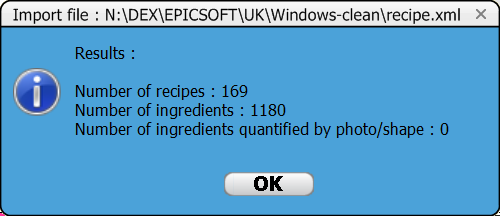 Import file : N:\DEX\EPICSOFT\UK\Windows-clean\recipe.xml
Results :
Number of recipes : 169
Number of ingredients : 1180
Number of ingredients quantified by photo/shape : 0
OK